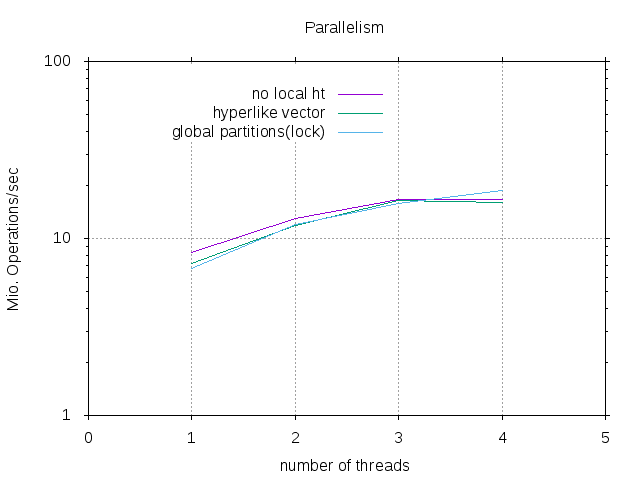 Parallelism
100
10
1
Mio. Operations/sec
no local ht
hyperlike vector
global partitions(lock)
0 1 2 3 4 5
number of threads